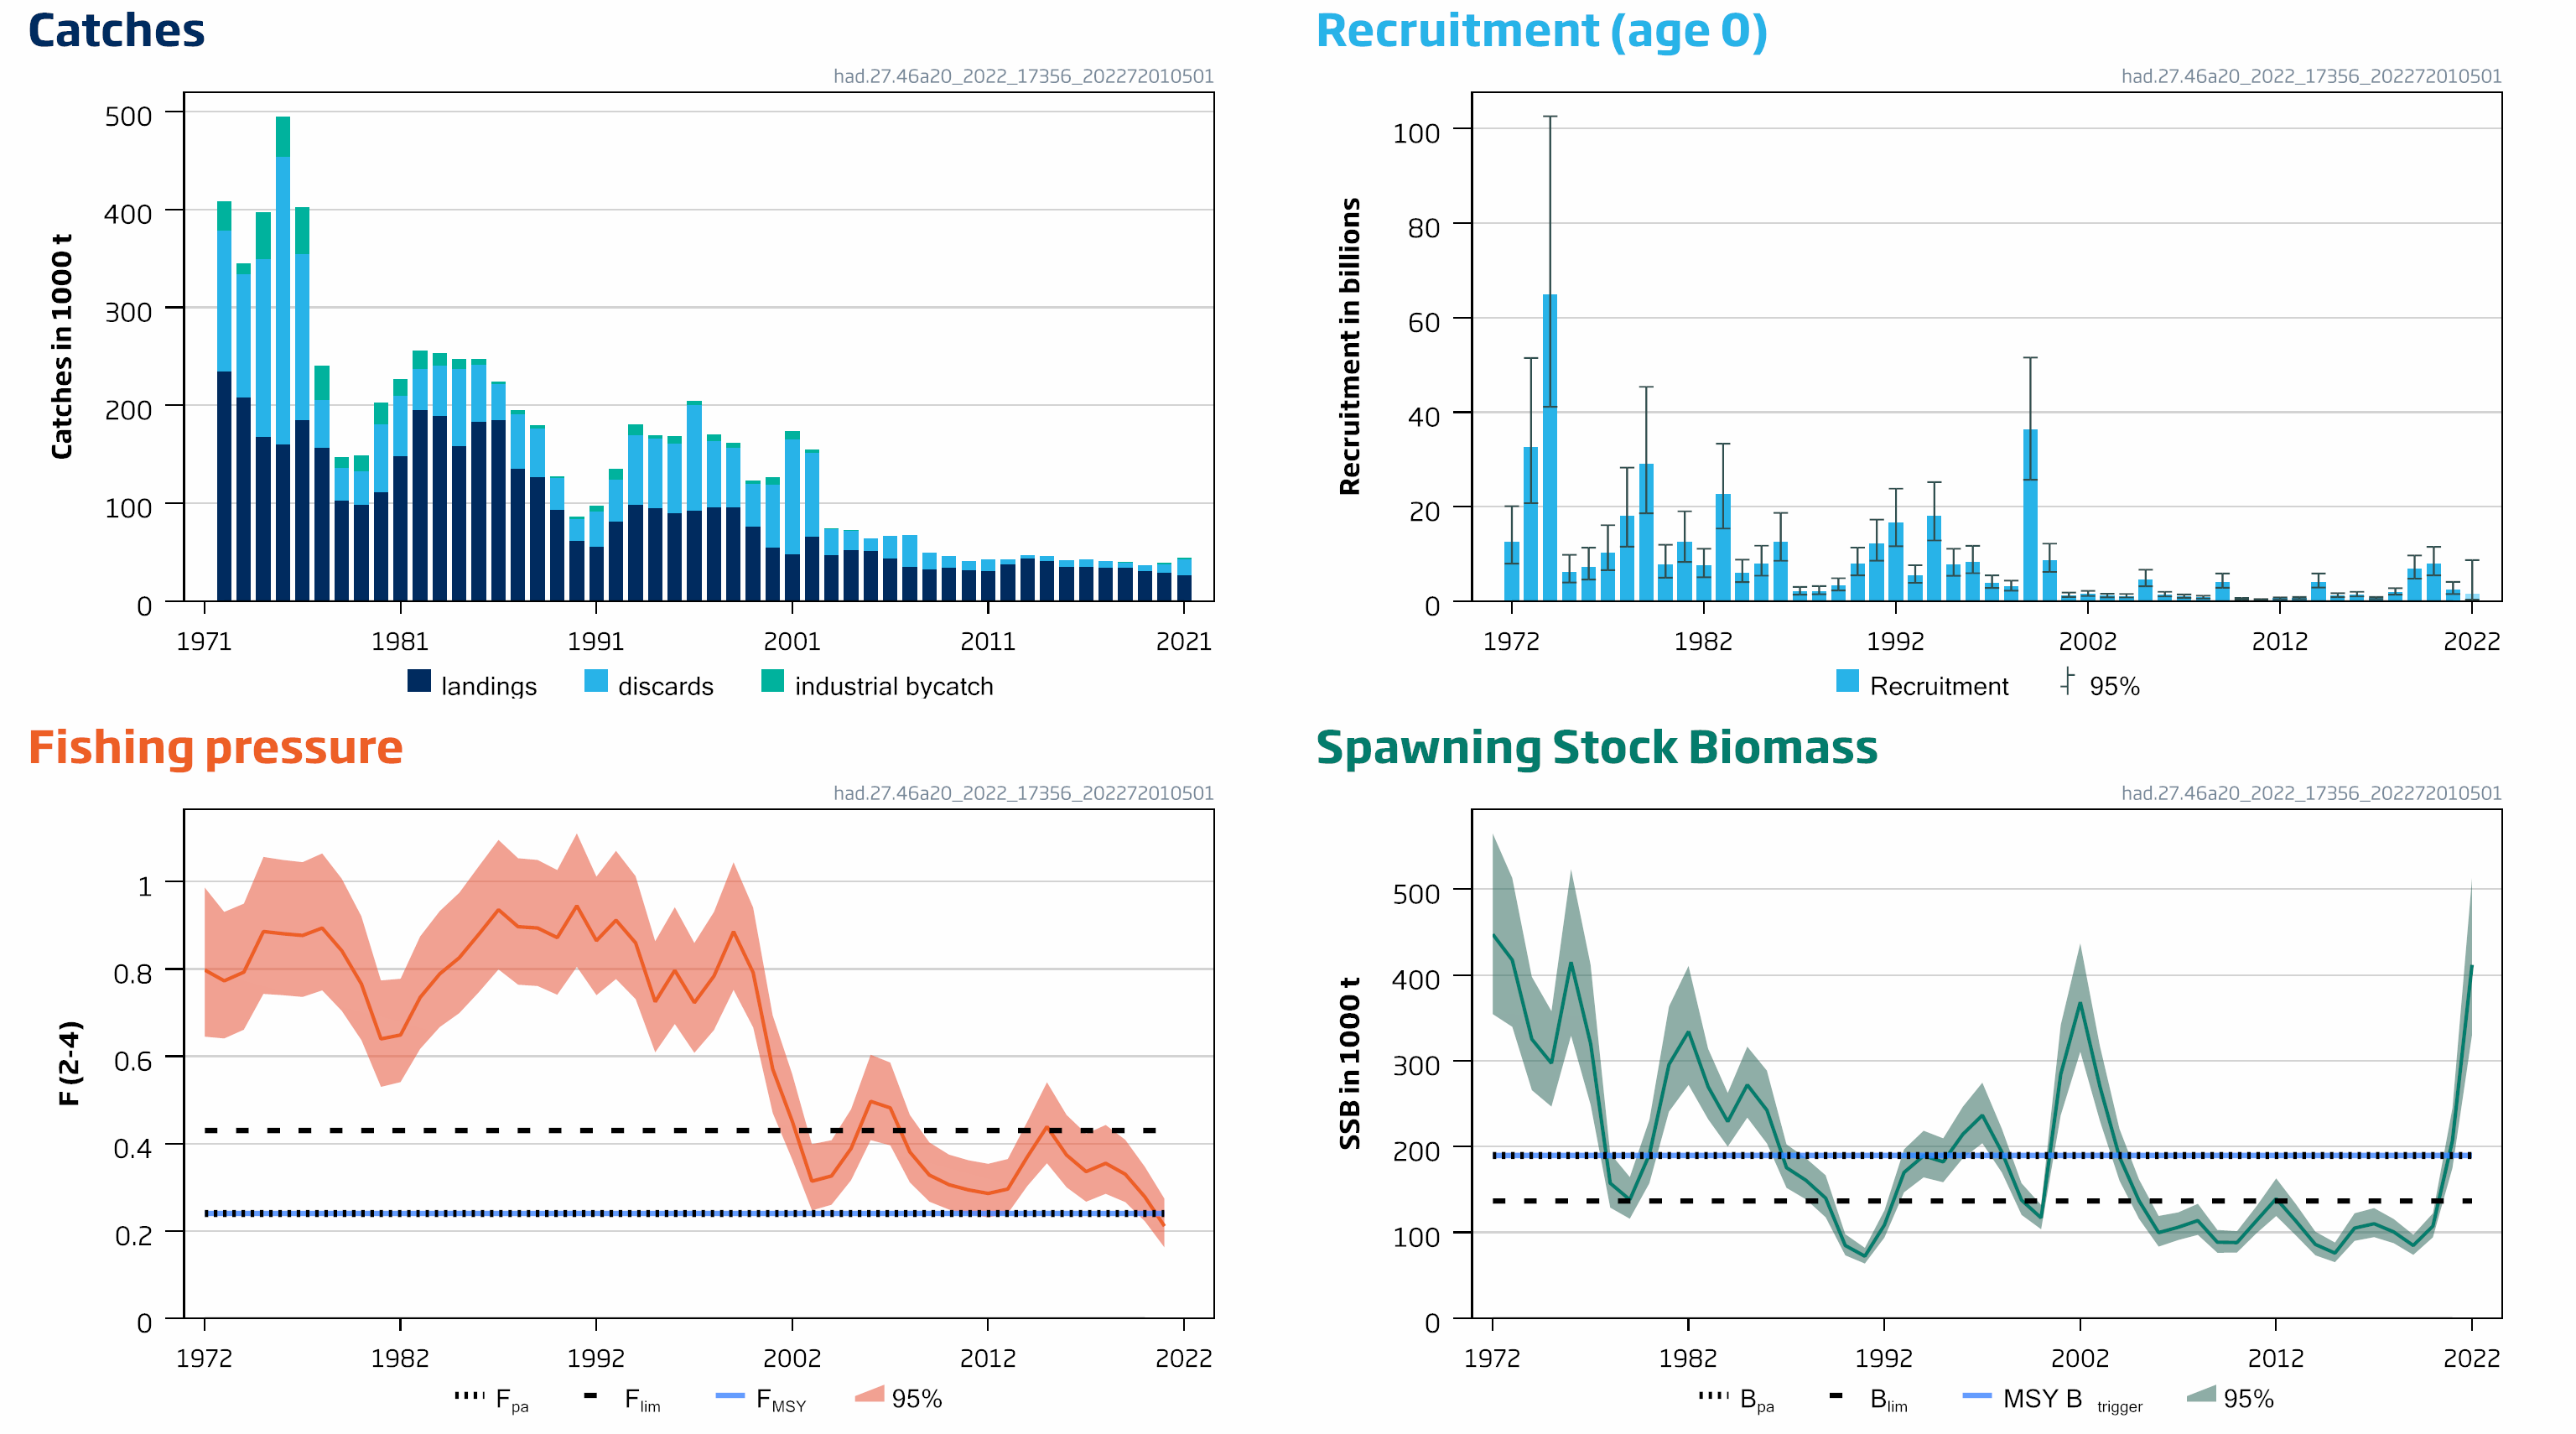 Catches
had.27.46a20_2022_17356_202272010501
Catches in 1000 t
500
400
300
200
100
0
1971 1981 1991 2001 2011 2021
landings discards industrial bycatch
Recruitment (age 0)
had.27.46a20_2022_17356_202272010501
Recruitment in billions
100
80
60
40
20
0
1972 1982 1992 2002 2012 2022
Recruitment 95%
Fishing pressure
had.27.46a20_2022_17356_202272010501
F (2-4)
1
0.8
0.6
0.4
0.2
0
1972 1982 1992 2002 2012 2022
Fpa Flim FMSY 95%
Spawning Stock Biomass
had.27.46a20_2022_17356_202272010501
SSB in 1000 t
500
400
300
200
100
0
1972 1982 1992 2002 2012 2022
Bpa Blim MSY B trigger 95%